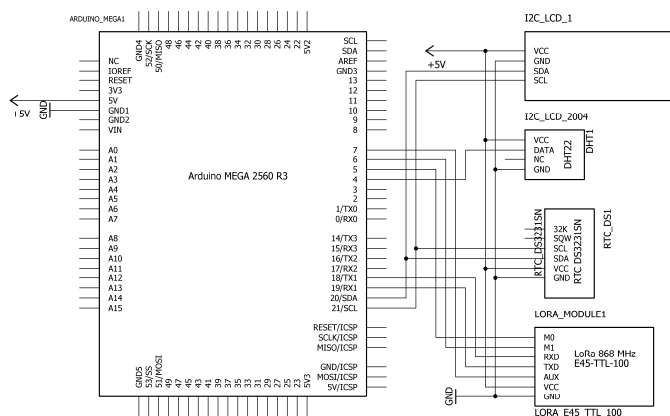 ARDUINO_MEGA1
GND4
52/SCK
50/MISO
48
46
44
42
40
38
36
34
32
30
28
26
24
22
5V2
NC
IOREF
RESET
3V3
5V
GND1
GND2
VIN
+5V
GND
A0
A1
A2
A3
A4
A5
A6
A7
A8
A9
A10
A11
A12
A13
A14
A15
Arduino MEGA 2560 R3
SCL
SDA
AREF
GND3
13
12
11
10
9
8
7
6
5
4
3
2
1/TX0
0/RX0
14/TX3
15/RX3
16/TX2
17/RX2
18/TX1
19/RX1
20/SDA
21/SCL
RESET/ICSP
SCLK/ICSP
MISO/ICSP
GND/ICSP
MOSI/ICSP
5V/ICSP
GND5
53/SS
51/MOSI
49
47
45
43
41
39
37
35
33
31
29
27
25
23
5V3
I2C_LCD_1
+5V
VCC
GND
SDA
SCL
I2C_LCD_2004
VCC
DATA
NC
GND
DHT22
DHT1
RTC_DS3231SN
32K
SQW
SCL
SDA
VCC
GND
RTC DS3231SN
RTC_DS1
LORA_MODULE1
M0
M1
RXD
TXD
AUX
VCC
GND
LoRa 868 MHz
E45-TTL-100
GND
LORA_E45_TTL_100